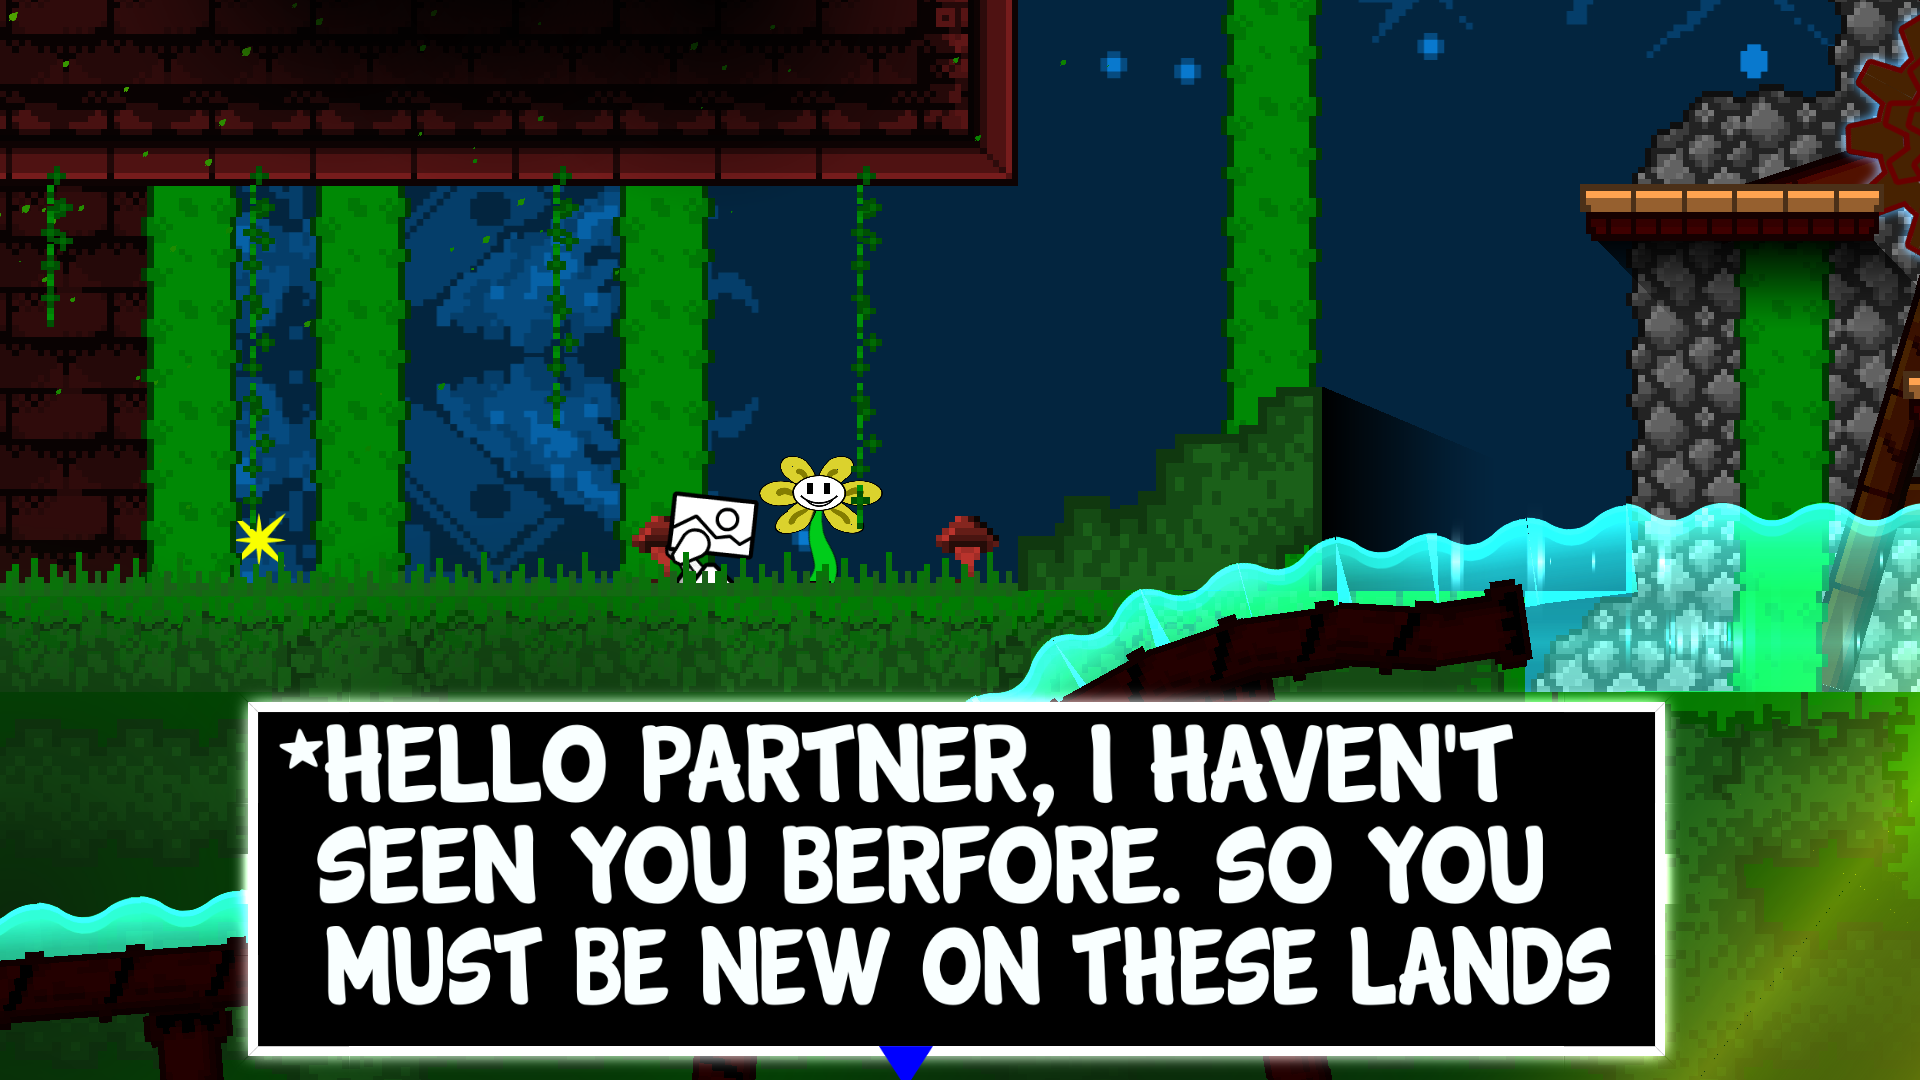 *HELLO PARTNER, I HAVEN'T
SEEN YOU BERFORE. SO YOU
MUST BE NEW ON THESE LANDS